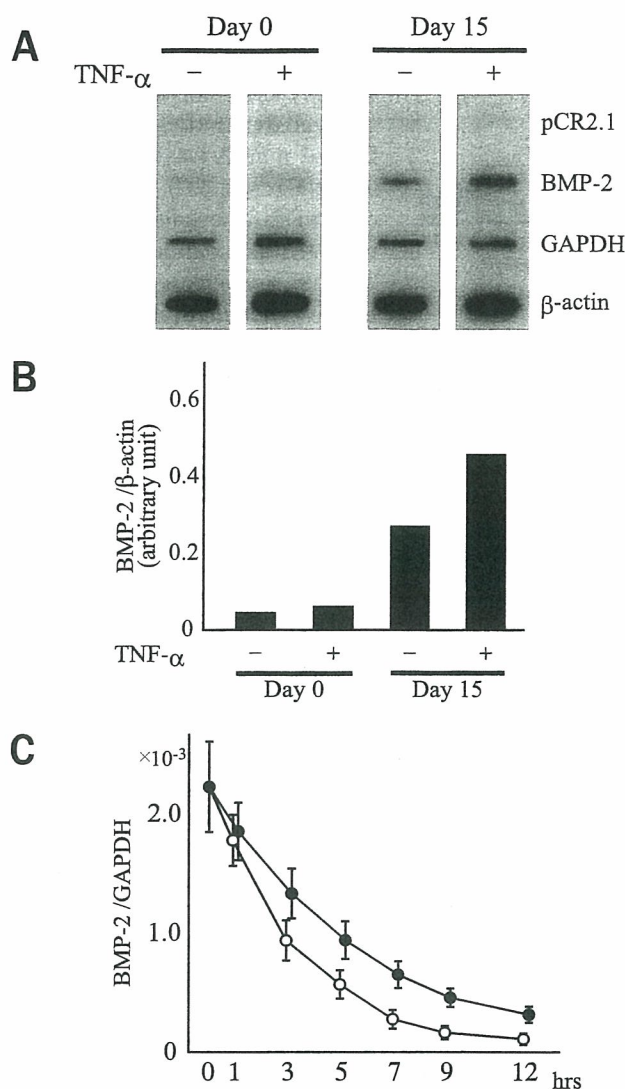 A
Day 0 Day 15
TNF-α − + − +
pCR2.1
BMP-2
GAPDH
β-actin
B
BMP-2 /β-actin
(arbitrary unit)
0.6
0.4
0.2
0
TNF-α − + − +
Day 0 Day 15
C
×10⁻³
BMP-2 /GAPDH
2.0
1.0
0
0 1 3 5 7 9 12 hrs